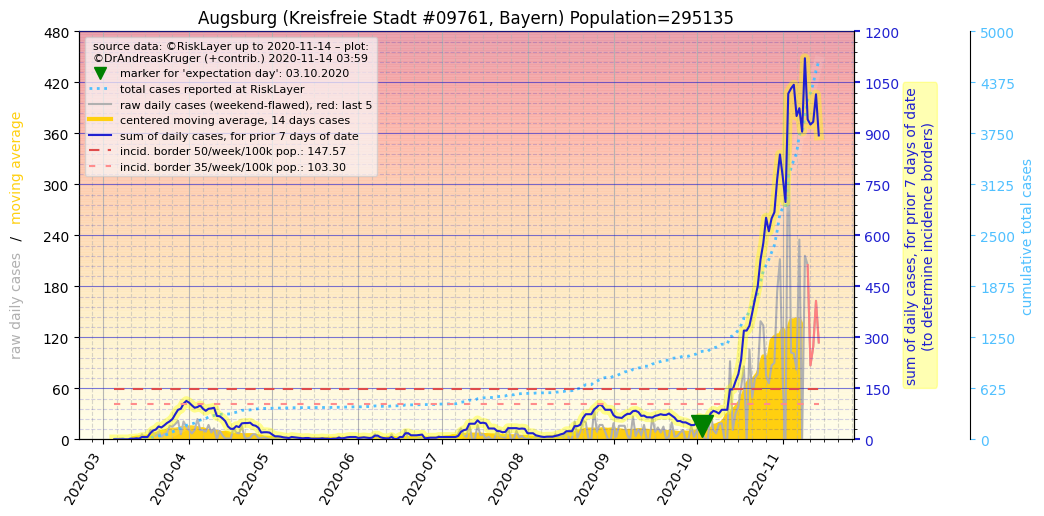 Augsburg (Kreisfreie Stadt #09761, Bayern) Population=295135
source data: ©RiskLayer up to 2020-11-14 – plot:
©DrAndreasKruger (+contrib.) 2020-11-14 03:59
marker for 'expectation day': 03.10.2020
total cases reported at RiskLayer
raw daily cases (weekend-flawed), red: last 5
centered moving average, 14 days cases
sum of daily cases, for prior 7 days of date
incid. border 50/week/100k pop.: 147.57
incid. border 35/week/100k pop.: 103.30
raw daily cases / moving average
480
420
360
300
240
180
120
60
0
1200
1050
900
750
600
450
300
150
0
sum of daily cases, for prior 7 days of date
(to determine incidence borders)
5000
4375
3750
3125
2500
1875
1250
625
0
cumulative total cases
2020-03
2020-04
2020-05
2020-06
2020-07
2020-08
2020-09
2020-10
2020-11